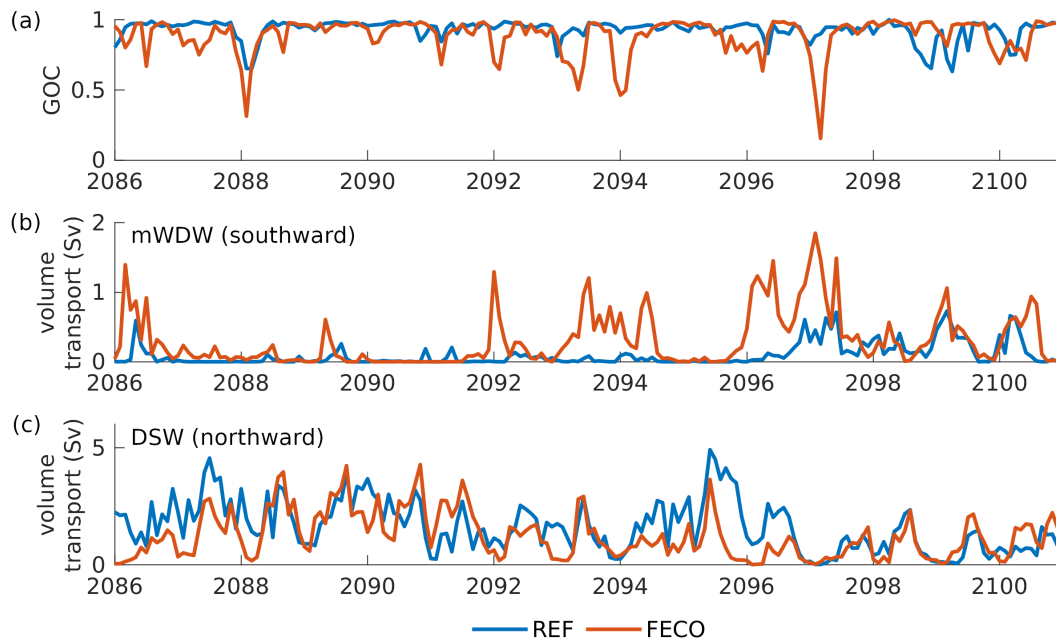 (a)
GOC
1
0.5
0
2086 2088 2090 2092 2094 2096 2098 2100
(b)
mWDW (southward)
volume
transport (Sv)
2
1
0
2086 2088 2090 2092 2094 2096 2098 2100
(c)
DSW (northward)
volume
transport (Sv)
5
0
2086 2088 2090 2092 2094 2096 2098 2100
REF FECO